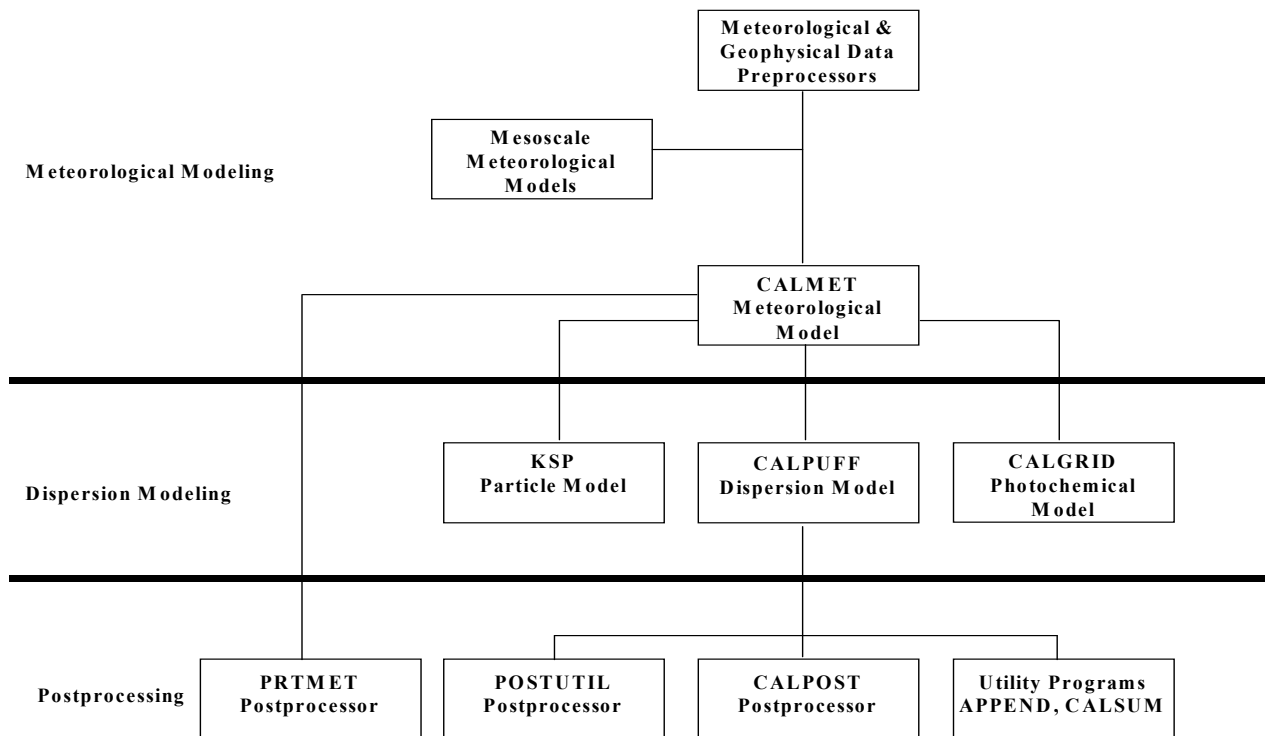 Meteorological &
Geophysical Data
Preprocessors
Mesoscale
Meteorological
Models
Meteorological Modeling
CALMET
Meteorological
Model
KSP
Particle Model
CALPUFF
Dispersion Model
CALGRID
Photochemical
Model
Dispersion Modeling
Postprocessing
PRTMET
Postprocessor
POSTUTIL
Postprocessor
CALPOST
Postprocessor
Utility Programs
APPEND, CALSUM